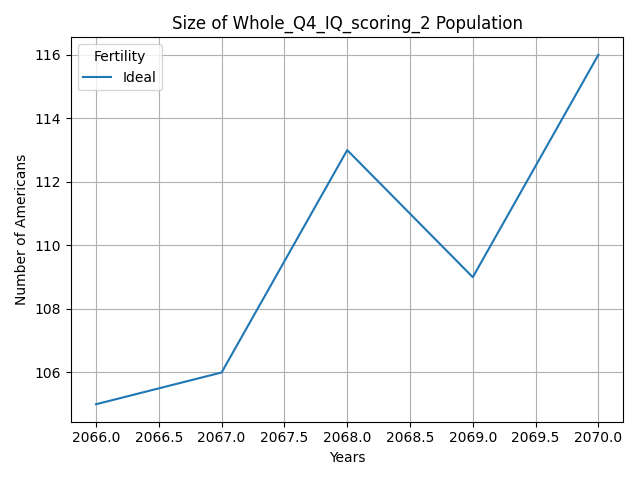 Size of Whole_Q4_IQ_scoring_2 Population
Fertility
Ideal
Number of Americans
116
114
112
110
108
106
2066.0 2066.5 2067.0 2067.5 2068.0 2068.5 2069.0 2069.5 2070.0
Years